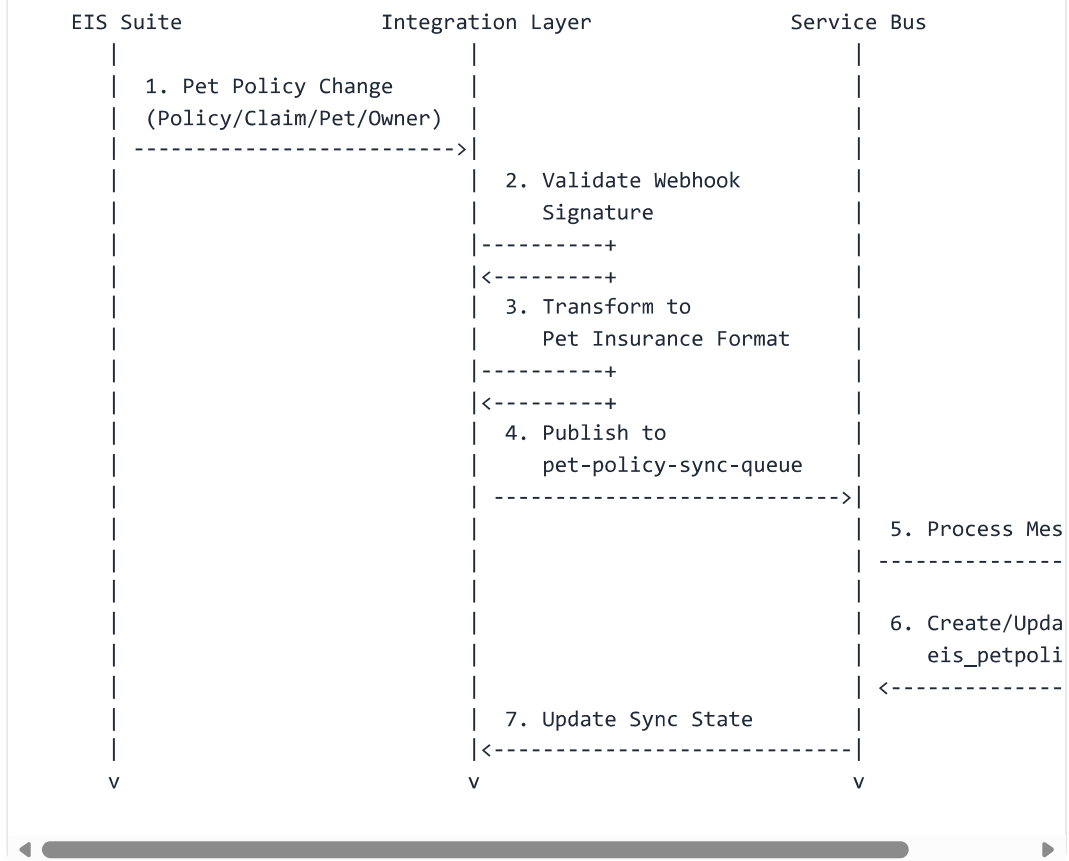 EIS Suite Integration Layer Service Bus
1. Pet Policy Change
(Policy/Claim/Pet/Owner)
2. Validate Webhook
Signature
3. Transform to
Pet Insurance Format
4. Publish to
pet-policy-sync-queue
5. Process Mes
6. Create/Upda
eis_petpoli
7. Update Sync State
v v v